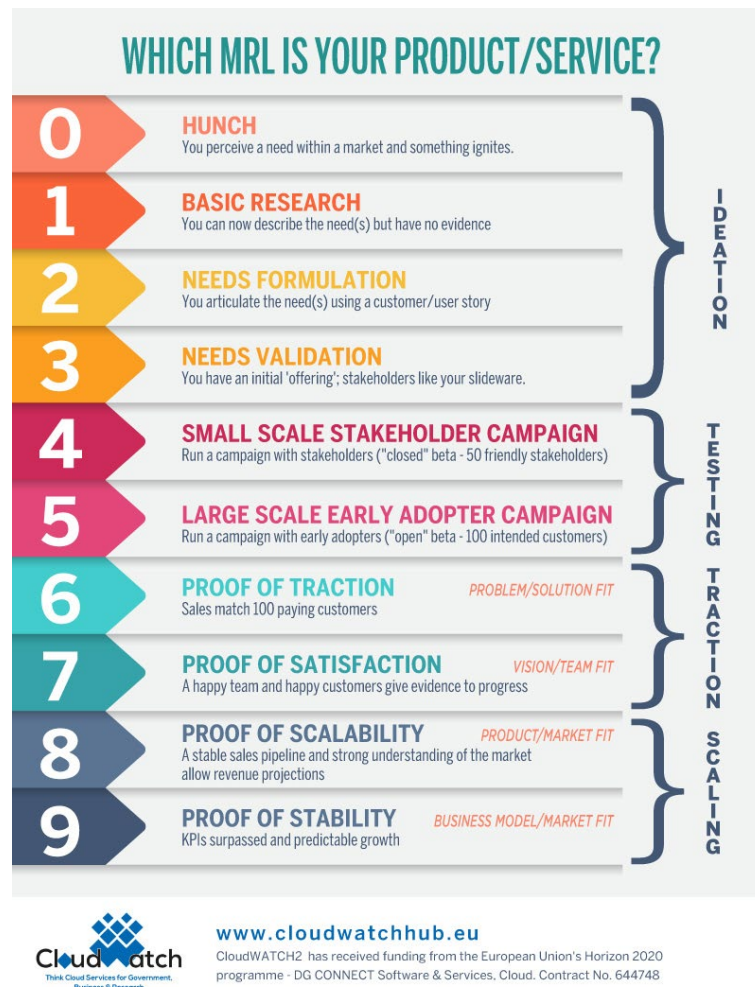 WHICH MRL IS YOUR PRODUCT/SERVICE?
0
HUNCH
You perceive a need within a market and something ignites.
1
BASIC RESEARCH
You can now describe the need(s) but have no evidence
2
NEEDS FORMULATION
You articulate the need(s) using a customer/user story
3
NEEDS VALIDATION
You have an initial 'offering'; stakeholders like your slideware.
IDEATION
4
SMALL SCALE STAKEHOLDER CAMPAIGN
Run a campaign with stakeholders ("closed" beta - 50 friendly stakeholders)
5
LARGE SCALE EARLY ADOPTER CAMPAIGN
Run a campaign with early adopters ("open" beta - 100 intended customers)
TESTING
6
PROOF OF TRACTION PROBLEM/SOLUTION FIT
Sales match 100 paying customers
7
PROOF OF SATISFACTION VISION/TEAM FIT
A happy team and happy customers give evidence to progress
TRACTION
8
PROOF OF SCALABILITY PRODUCT/MARKET FIT
A stable sales pipeline and strong understanding of the market
allow revenue projections
9
PROOF OF STABILITY BUSINESS MODEL/MARKET FIT
KPIs surpassed and predictable growth
SCALING
CloudWatch
Think Cloud Services for Government,
Business & Research
www.cloudwatchhub.eu
CloudWATCH2 has received funding from the European Union's Horizon 2020
programme - DG CONNECT Software & Services, Cloud. Contract No. 644748